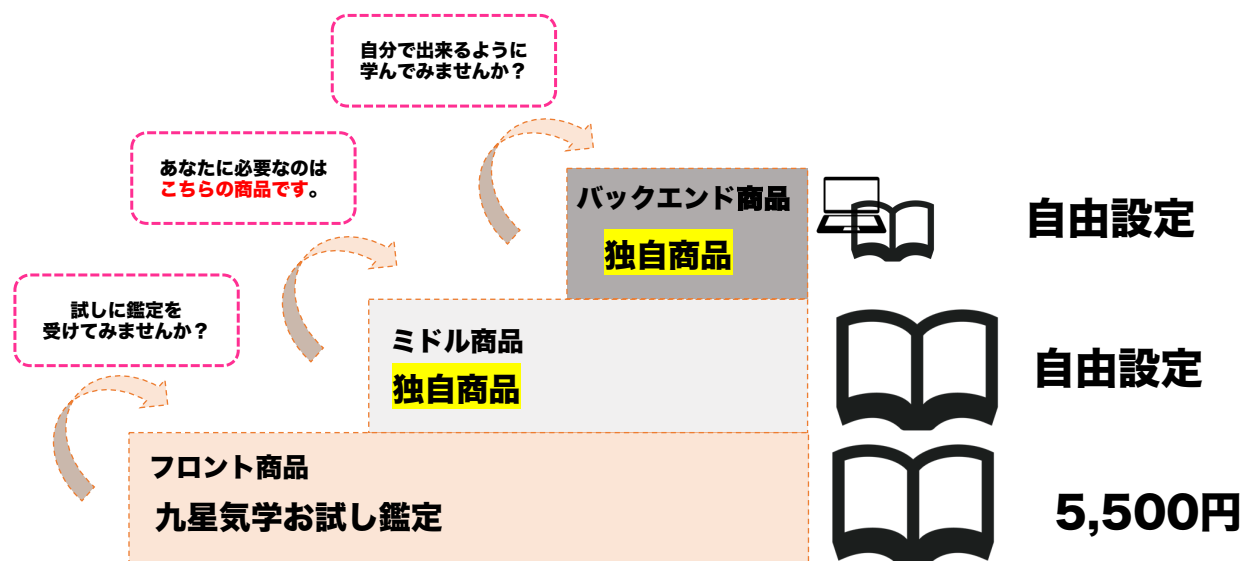 自分で出来るように
学んでみませんか？
あなたに必要なのは
こちらの商品です。
バックエンド商品
独自商品
自由設定
試しに鑑定を
受けてみませんか？
ミドル商品
独自商品
自由設定
フロント商品
九星気学お試し鑑定
5,500円